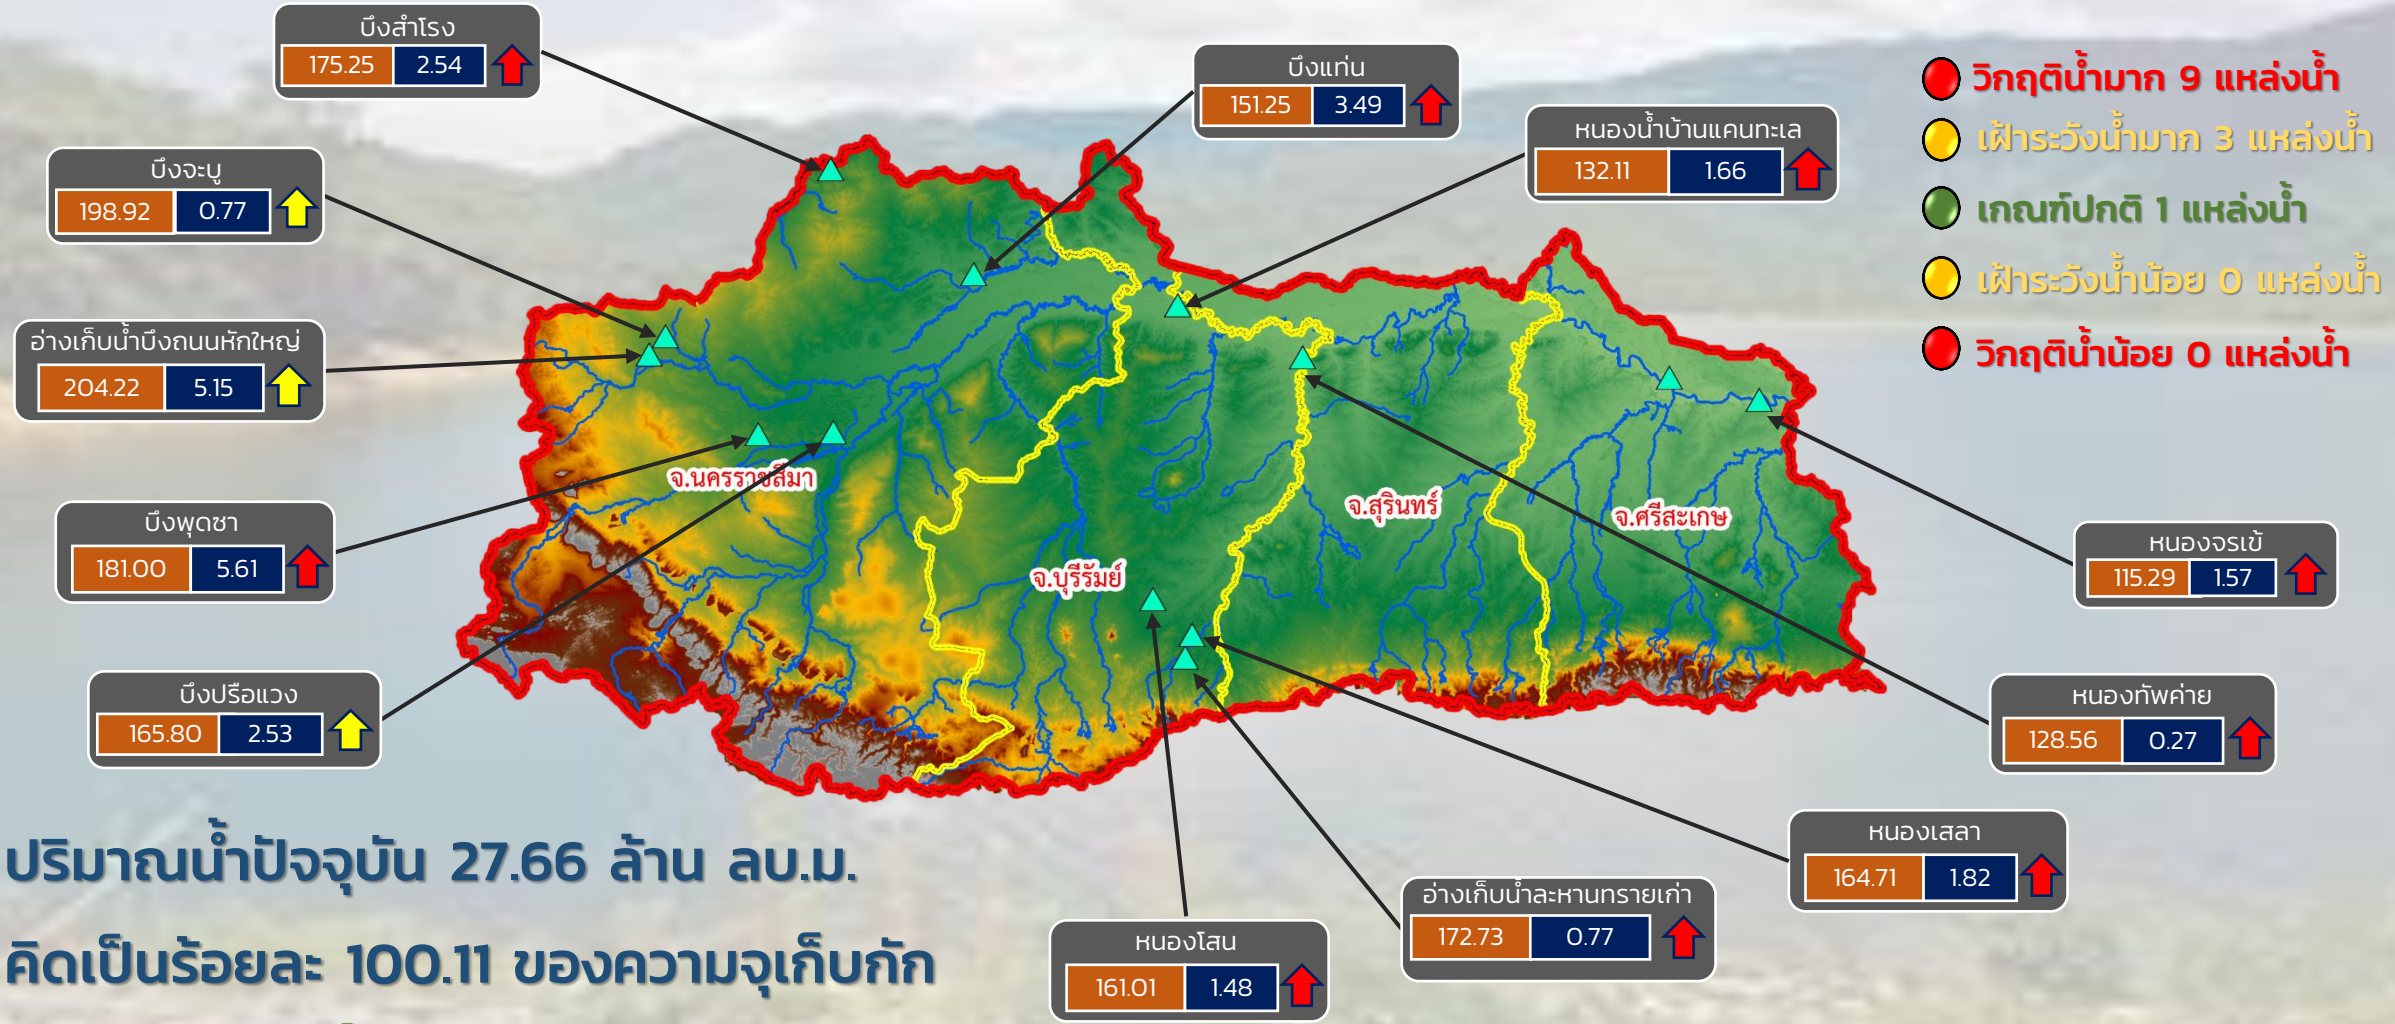 บึงสำโรง
175.25 2.54
บึงแท่น
151.25 3.49
หนองน้ำบ้านแคนทะเล
132.11 1.66
วิกฤติน้ำมาก 9 แหล่งน้ำ
เฝ้าระวังน้ำมาก 3 แหล่งน้ำ
เกณฑ์ปกติ 1 แหล่งน้ำ
เฝ้าระวังน้ำน้อย 0 แหล่งน้ำ
วิกฤติน้ำน้อย 0 แหล่งน้ำ
บึงจะบู
198.92 0.77
อ่างเก็บน้ำบึงถนนหักใหญ่
204.22 5.15
บึงพุดซา
181.00 5.61
บึงปรือแวง
165.80 2.53
จ.นครราชสีมา
จ.บุรีรัมย์
จ.สุรินทร์
จ.ศรีสะเกษ
หนองจรเข้
115.29 1.57
หนองทัพค่าย
128.56 0.27
หนองเสลา
164.71 1.82
อ่างเก็บน้ำละหานทรายเก่า
172.73 0.77
หนองโสน
161.01 1.48
ปริมาณน้ำปัจจุบัน 27.66 ล้าน ลบ.ม.
คิดเป็นร้อยละ 100.11 ของความจุเก็บกัก